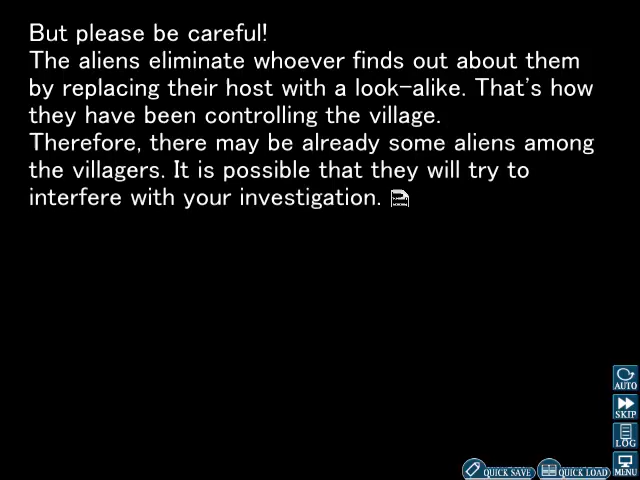 But please be careful!
The aliens eliminate whoever finds out about them
by replacing their host with a look-alike. That's how
they have been controlling the village.
Therefore, there may be already some aliens among
the villagers. It is possible that they will try to
interfere with your investigation.
AUTO
SKIP
LOG
QUICK SAVE
QUICK LOAD
MENU